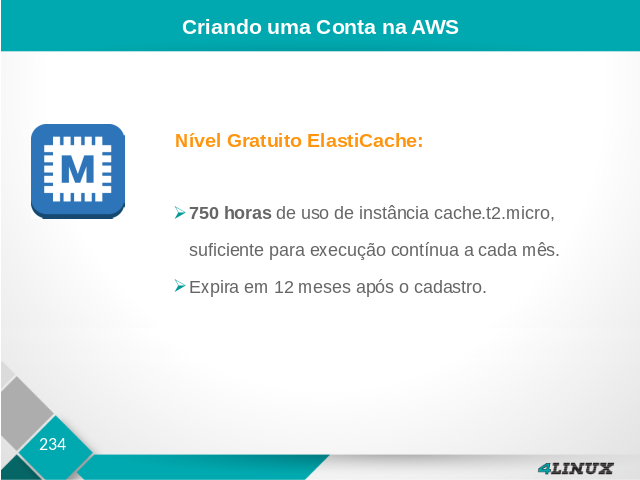 Criando uma Conta na AWS
Nível Gratuito ElastiCache:
M
750 horas de uso de instância cache.t2.micro,
suficiente para execução contínua a cada mês.
Expira em 12 meses após o cadastro.
234
4LINUX